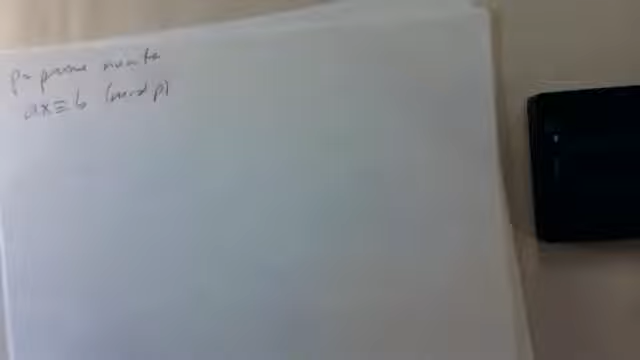 p- prime number
ax ≡ b (mod p)